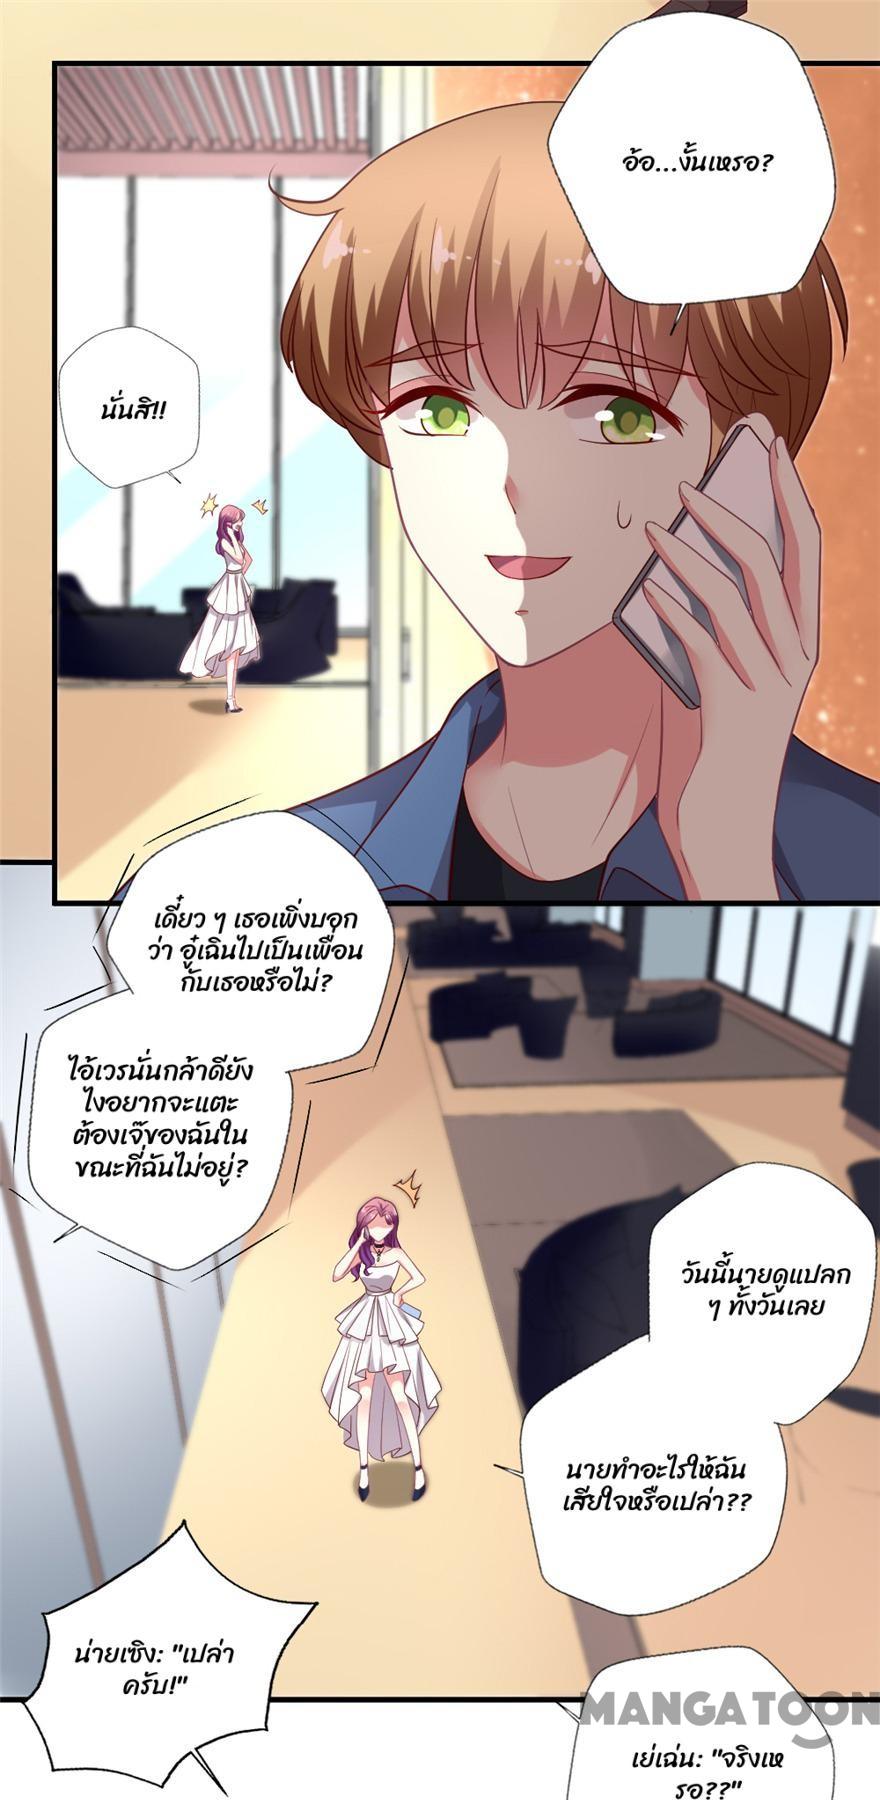 อ้อ...งั้นเหรอ?
นั่นสิ!!
เดี๋ยว ๆ เธอเพิ่งบอก
ว่า อู๋เฉินไปเป็นเพื่อน
กับเธอหรือไม่?
ไอ้เวรนั่นกล้าดียัง
ไงอยากจะแตะ
ต้องเจ๊ของฉันใน
ขณะที่ฉันไม่อยู่?
วันนี้นายดูแปลก
ๆ ทั้งวันเลย
นายทำอะไรให้ฉัน
เสียใจหรือเปล่า??
น่ายเซิง: "เปล่า
ครับ!"
MANGATOON
เย่เฉ่น: "จริงเห
รอ??"